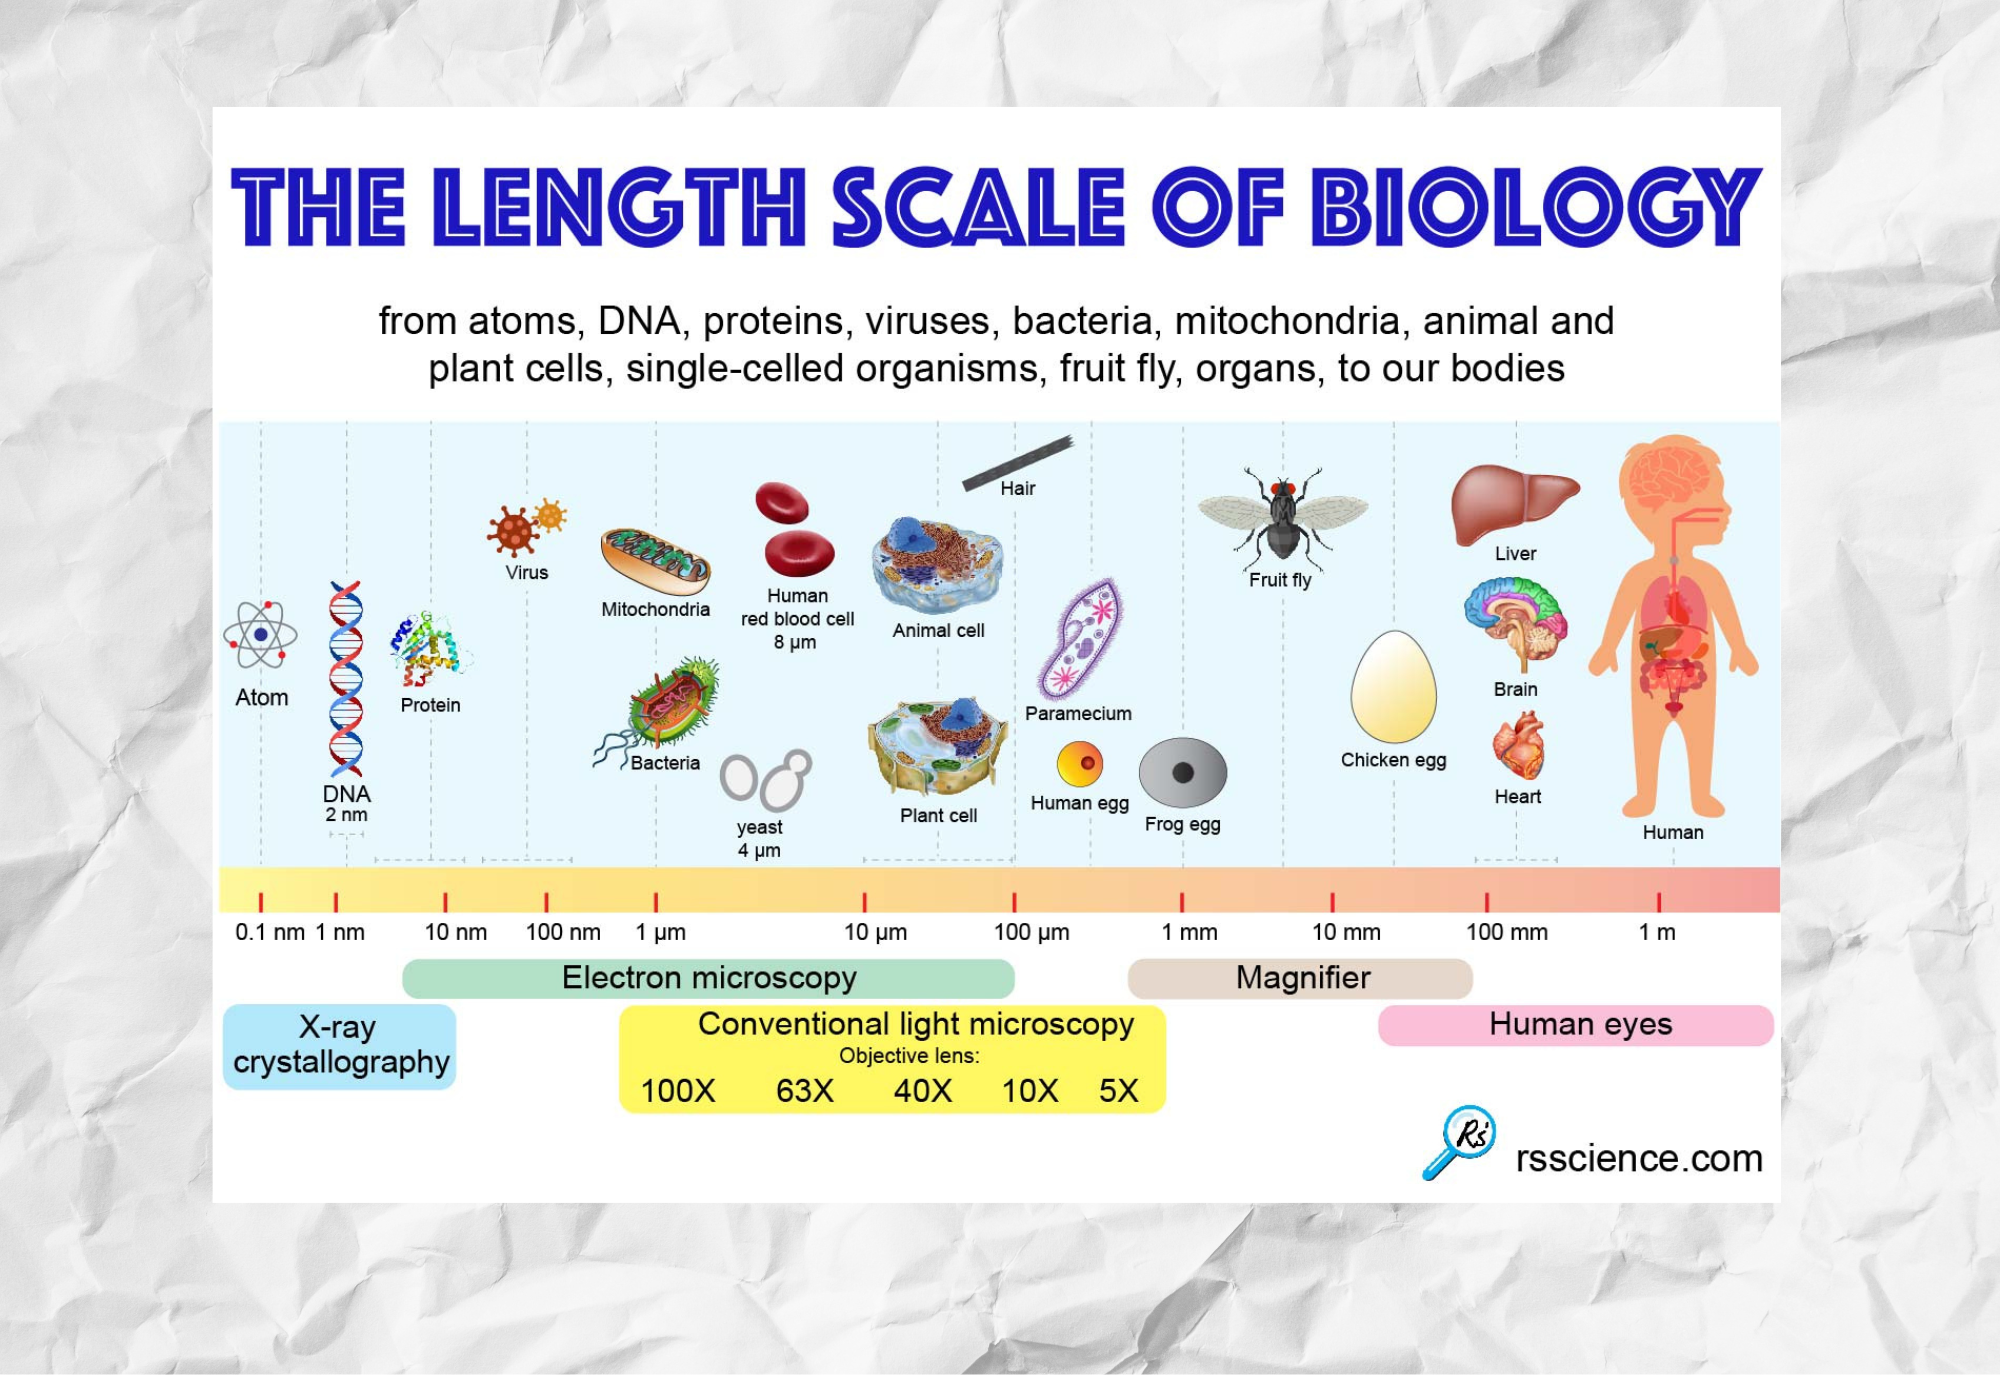 THE LENGTH SCALE OF BIOLOGY
from atoms, DNA, proteins, viruses, bacteria, mitochondria, animal and
plant cells, single-celled organisms, fruit fly, organs, to our bodies
Hair
Virus
Mitochondria
Human
red blood cell
8 µm
Animal cell
Fruit fly
Liver
Atom
DNA
2 nm
Protein
Bacteria
yeast
4 µm
Plant cell
Paramecium
Human egg
Frog egg
Chicken egg
Brain
Heart
Human
0.1 nm 1 nm 10 nm 100 nm 1 µm 10 µm 100 µm 1 mm 10 mm 100 mm 1 m
Electron microscopy
Magnifier
X-ray
crystallography
Conventional light microscopy
Objective lens:
100X 63X 40X 10X 5X
Human eyes
Rs'
rsscience.com